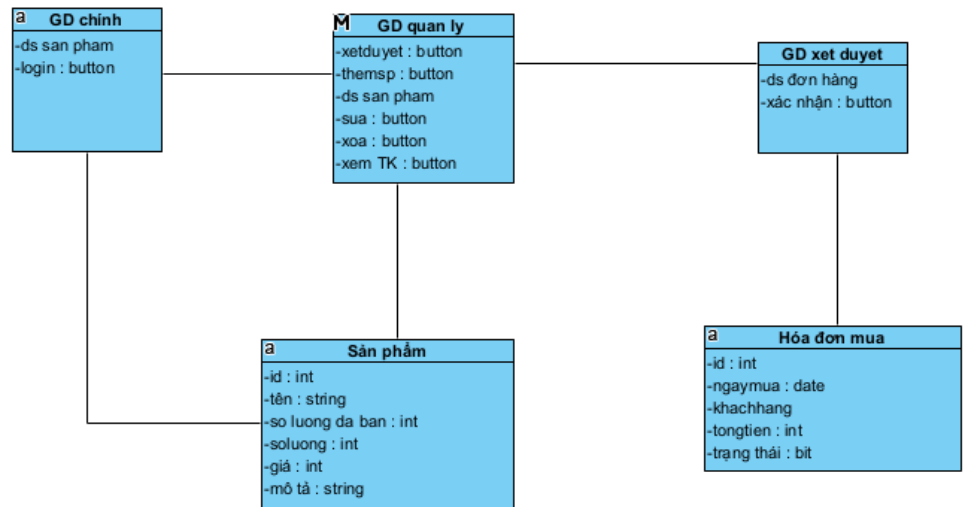 a
GD chính
-ds san pham
-login : button
M
GD quan ly
-xetduyet : button
-themsp : button
-ds san pham
-sua : button
-xoa : button
-xem TK : button
GD xet duyet
-ds đơn hàng
-xác nhận : button
a
Sản phẩm
-id : int
-tên : string
-so luong da ban : int
-soluong : int
-giá : int
-mô tả : string
a
Hóa đơn mua
-id : int
-ngaymua : date
-khachhang
-tongtien : int
-trạng thái : bit